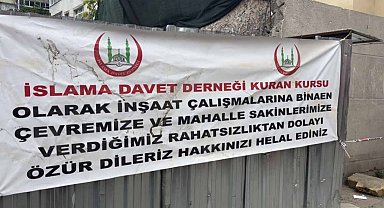 İSLAMA DAVET DERNEĞİ KURAN KURSU
OLARAK İNŞAAT ÇALIŞMALARINA BİNAEN
ÇEVREMİZE VE MAHALLE SAKİNLERİMİZE
VERDİĞİMİZ RAHATSIZLIKTAN DOLAYI
ÖZÜR DİLERİZ HAKKINIZI HELAL EDİNİZ